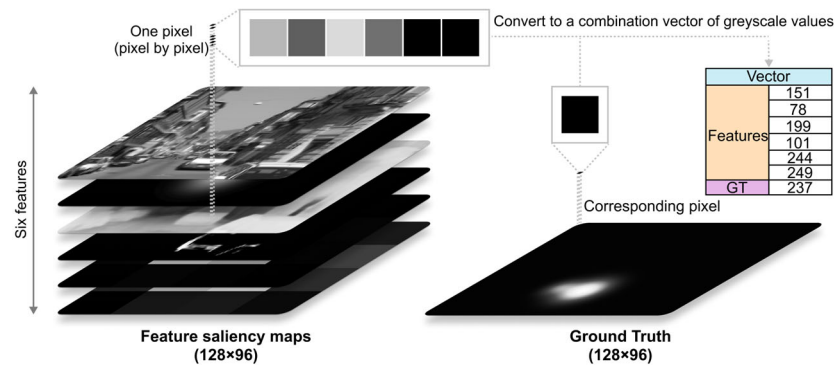 One pixel
(pixel by pixel)
Convert to a combination vector of greyscale values
Vector
Features
151
78
199
101
244
249
GT
237
Six features
Corresponding pixel
Feature saliency maps
(128×96)
Ground Truth
(128×96)